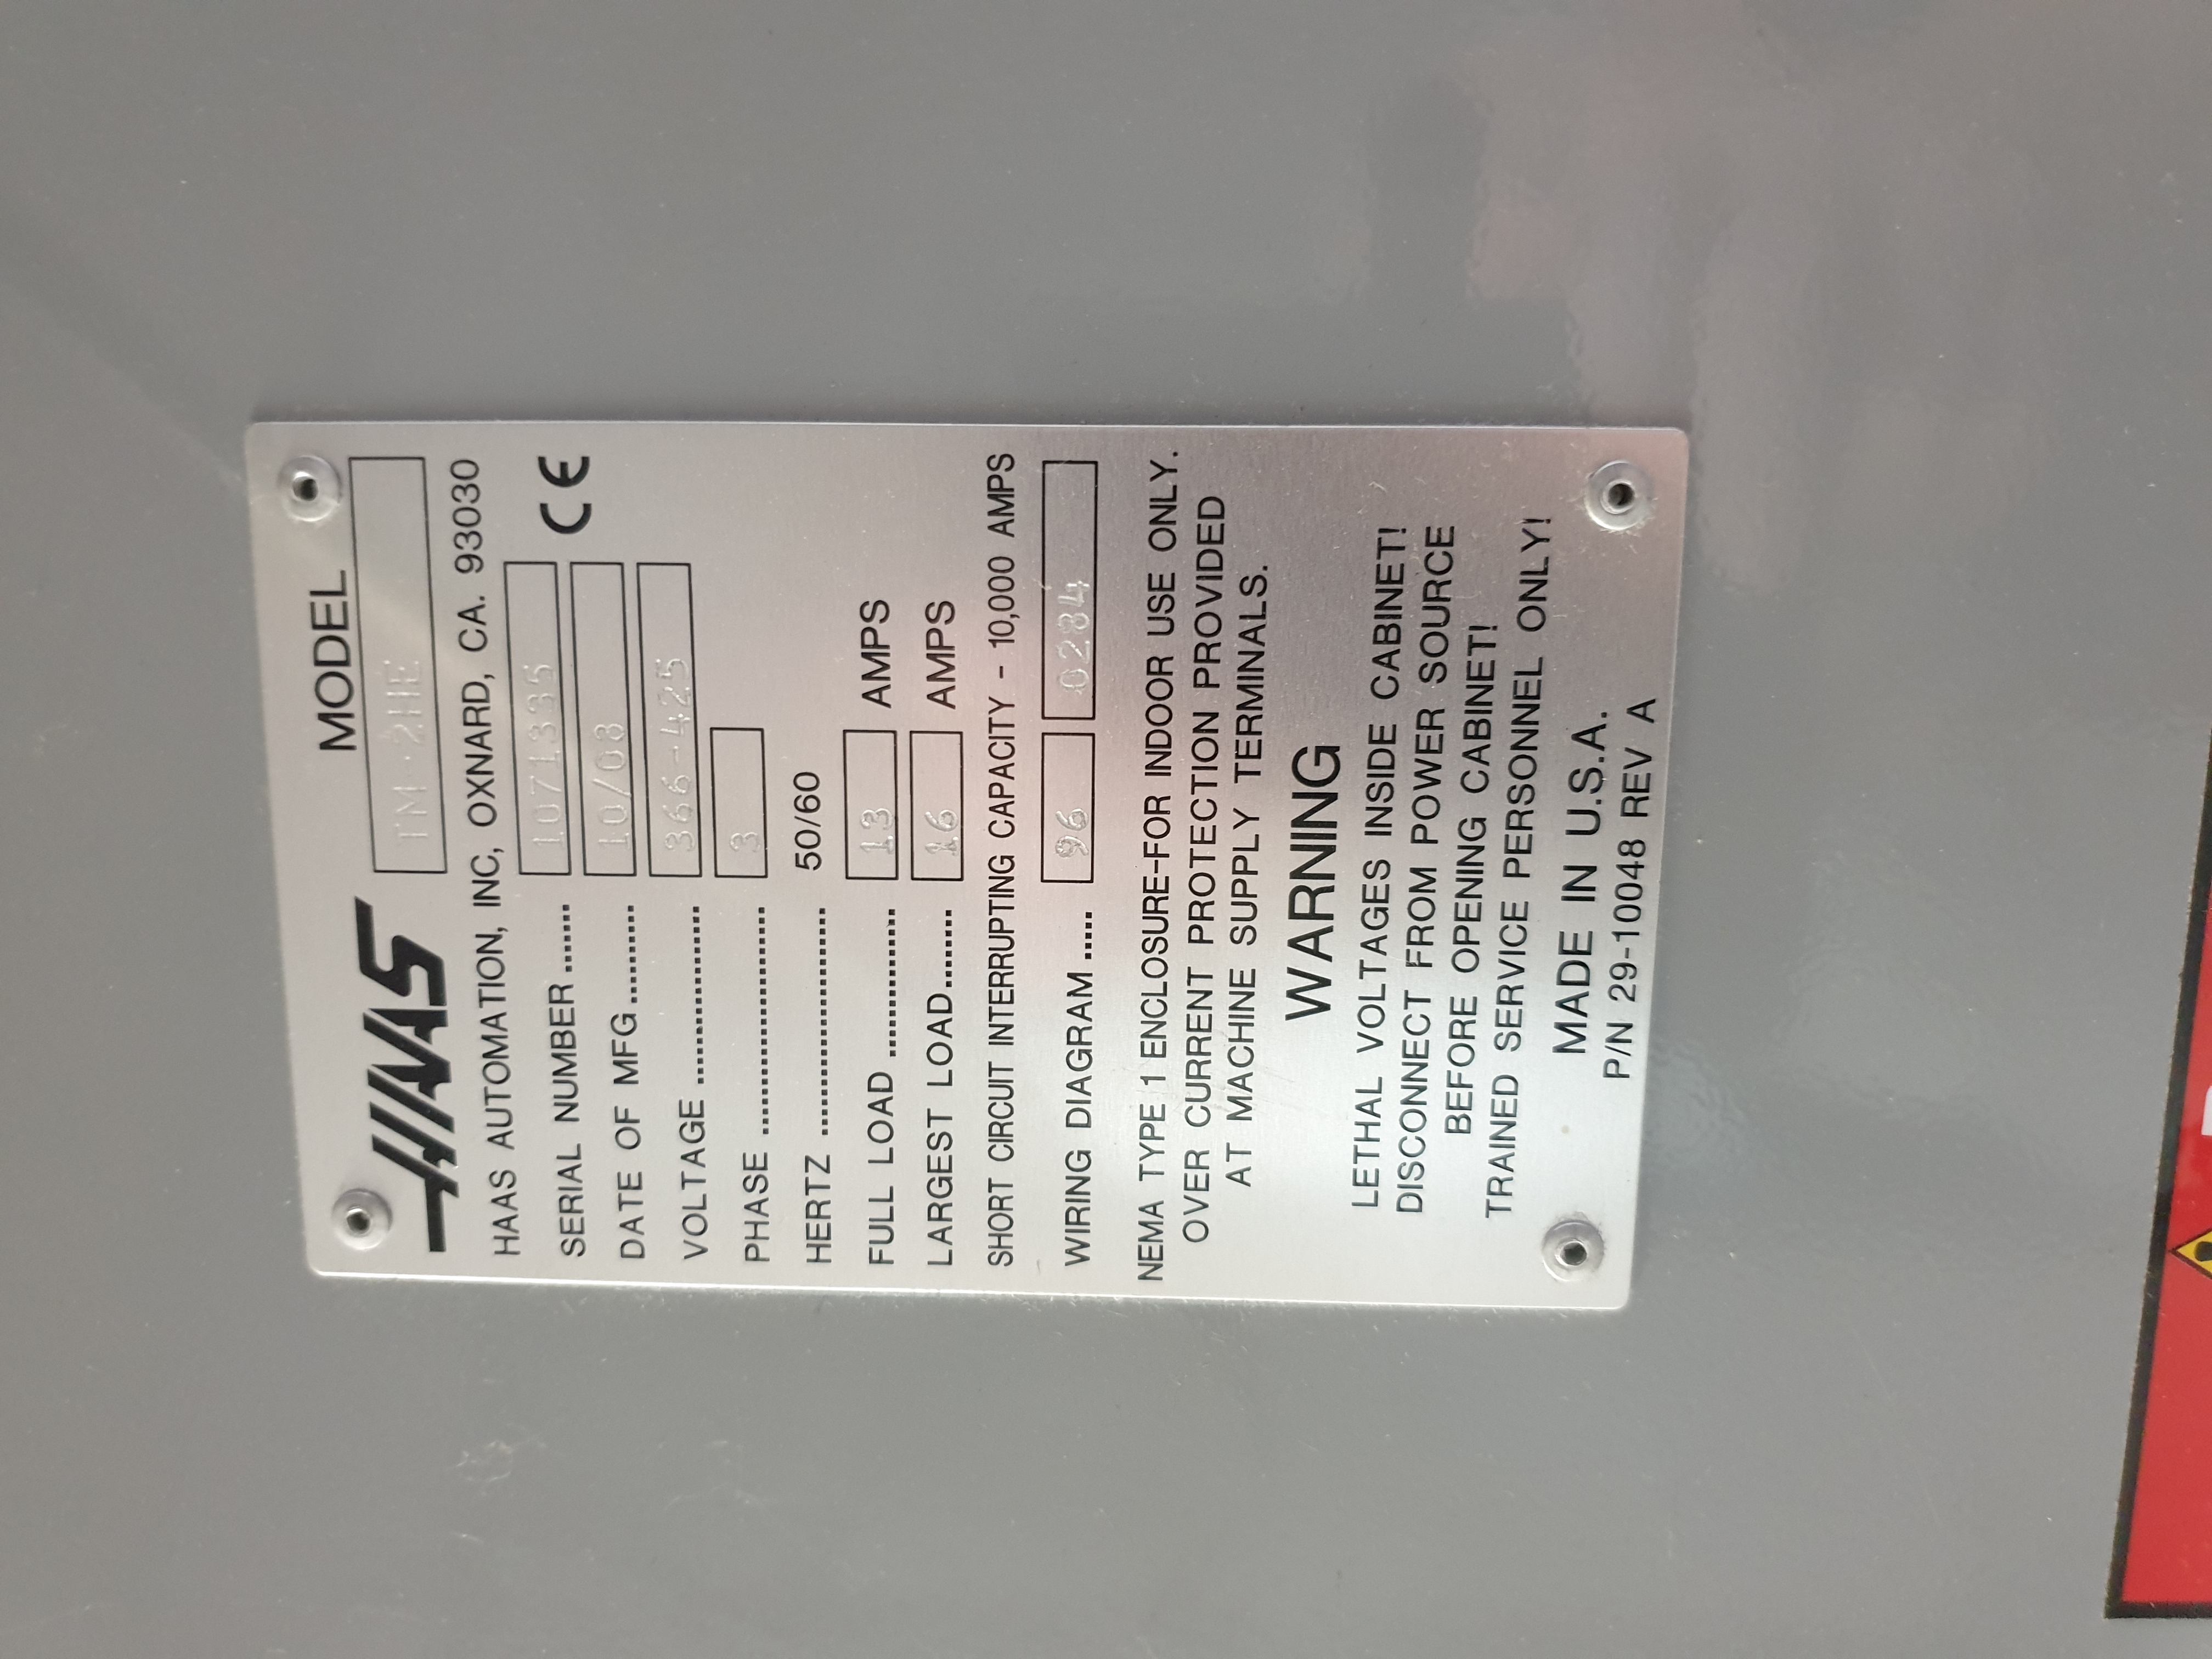 HAAS
MODEL
TM-2HE
HAAS AUTOMATION, INC, OXNARD, CA. 93030
SERIAL NUMBER ....... 1071335
DATE OF MFG.......... 10/08
CE
VOLTAGE .................. 366-425
PHASE ....................... 3
HERTZ ....................... 50/60
FULL LOAD ............... 13 AMPS
LARGEST LOAD........ 16 AMPS
SHORT CIRCUIT INTERRUPTING CAPACITY - 10,000 AMPS
WIRING DIAGRAM ..... 96 0284
NEMA TYPE 1 ENCLOSURE-FOR INDOOR USE ONLY.
OVER CURRENT PROTECTION PROVIDED
AT MACHINE SUPPLY TERMINALS.
WARNING
LETHAL VOLTAGES INSIDE CABINET!
DISCONNECT FROM POWER SOURCE
BEFORE OPENING CABINET!
TRAINED SERVICE PERSONNEL ONLY!
MADE IN U.S.A.
P/N 29-10048 REV A